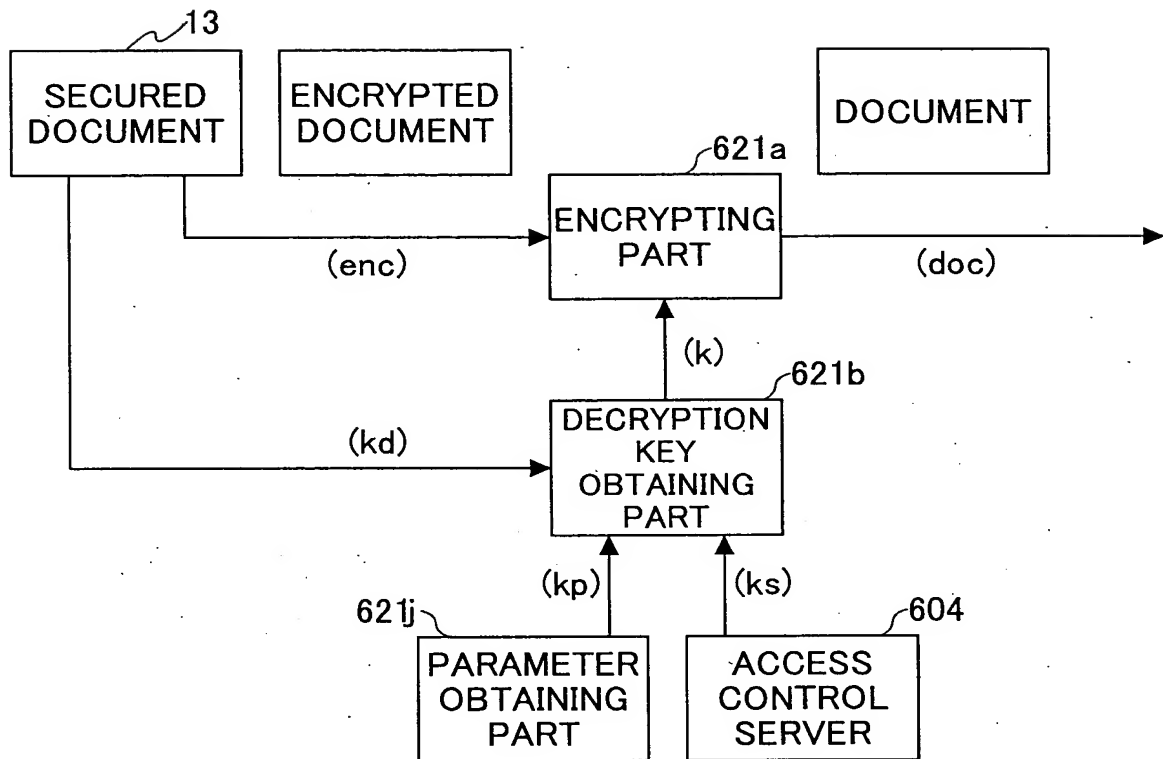 13
SECURED
DOCUMENT
ENCRYPTED
DOCUMENT
DOCUMENT
621a
ENCRYPTING
PART
(enc)
(doc)
(k)
621b
DECRYPTION
KEY
OBTAINING
PART
(kd)
(kp)
(ks)
621j
604
PARAMETER
OBTAINING
PART
ACCESS
CONTROL
SERVER